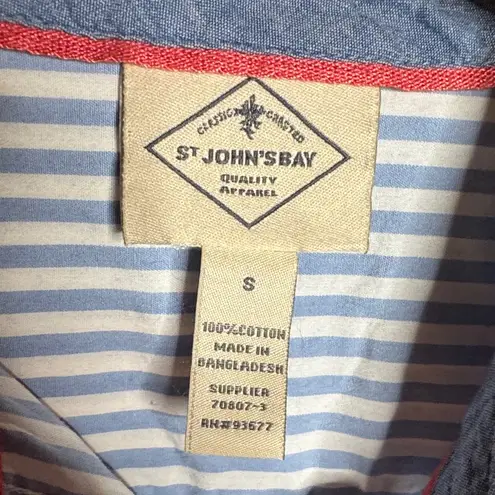 CLASSIC CRAFTED
ST JOHN'S BAY
QUALITY
APPAREL
S
100% COTTON
MADE IN
BANGLADESH
SUPPLIER
70807-3
RN#93677